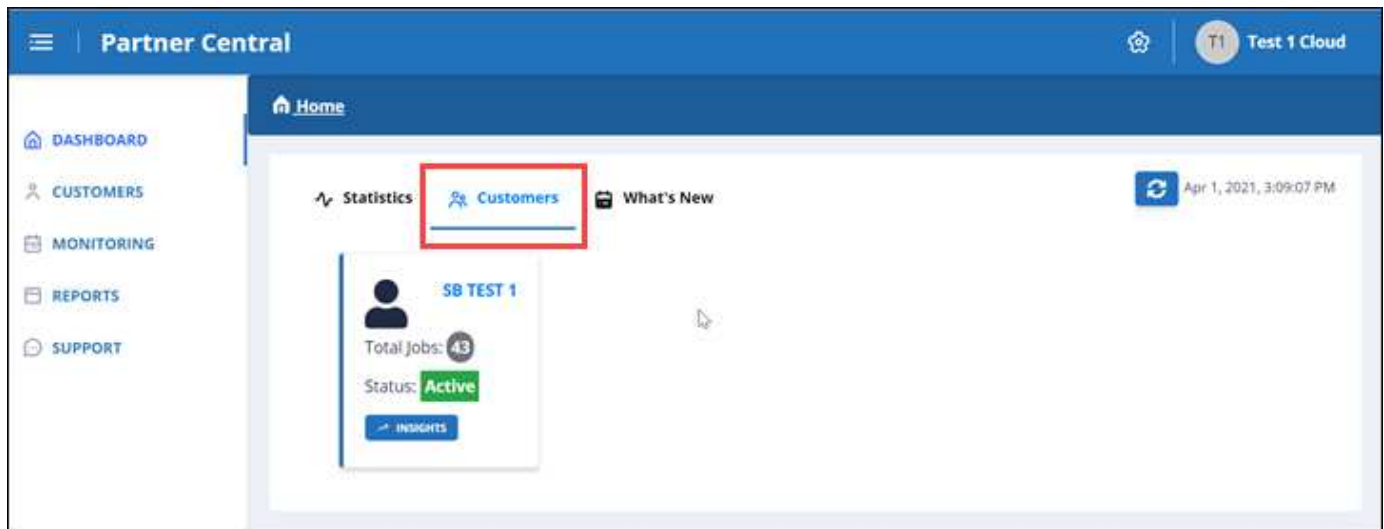 Partner Central
T1 Test 1 Cloud
Home
DASHBOARD
CUSTOMERS
MONITORING
REPORTS
SUPPORT
Statistics Customers What's New
Apr 1, 2021, 3:09:07 PM
SB TEST 1
Total Jobs: 43
Status: Active
INSIGHTS